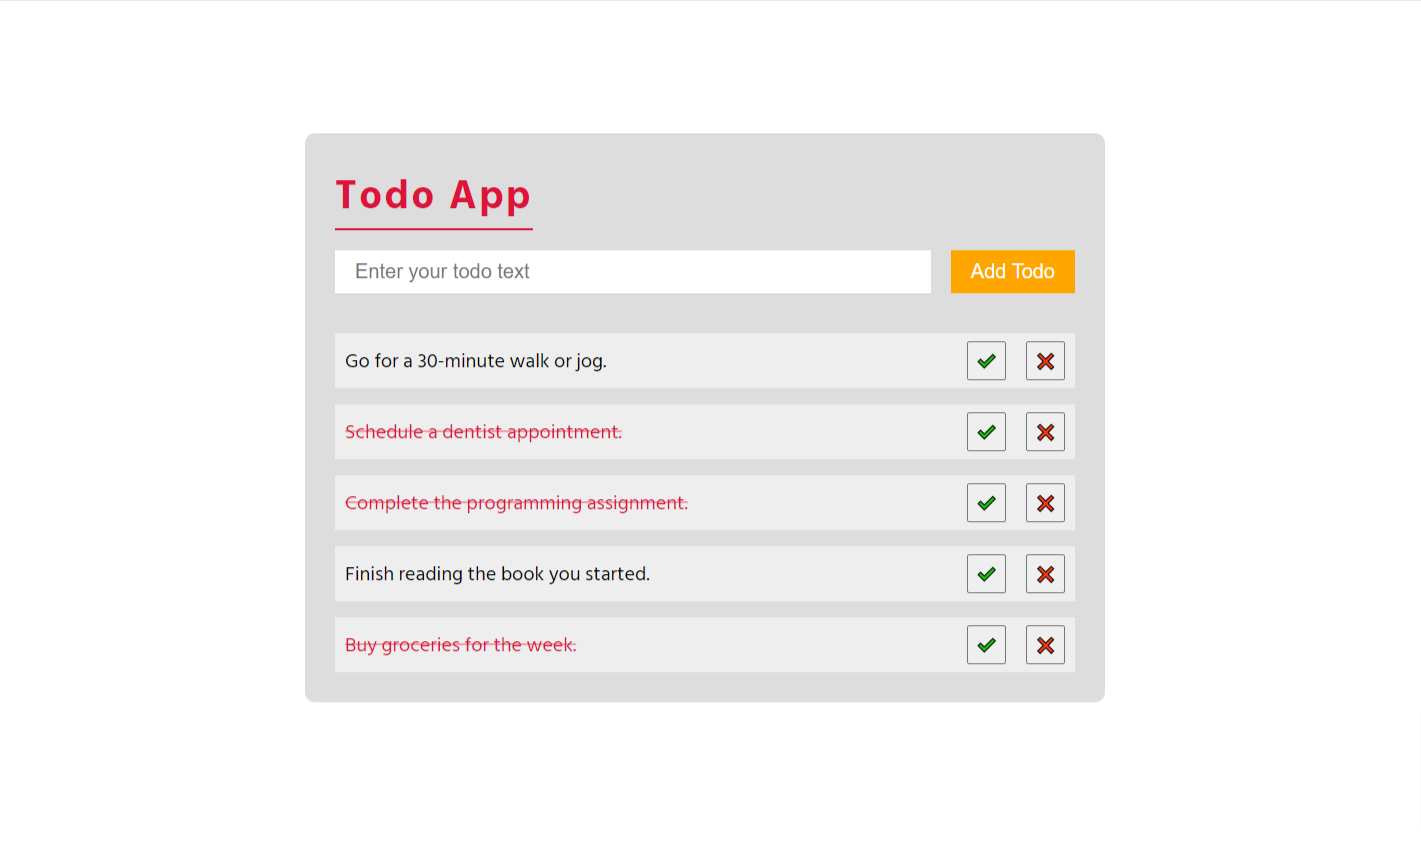 Todo App
Enter your todo text
Add Todo
Go for a 30-minute walk or jog.
Schedule a dentist appointment.
Complete the programming assignment.
Finish reading the book you started.
Buy groceries for the week.